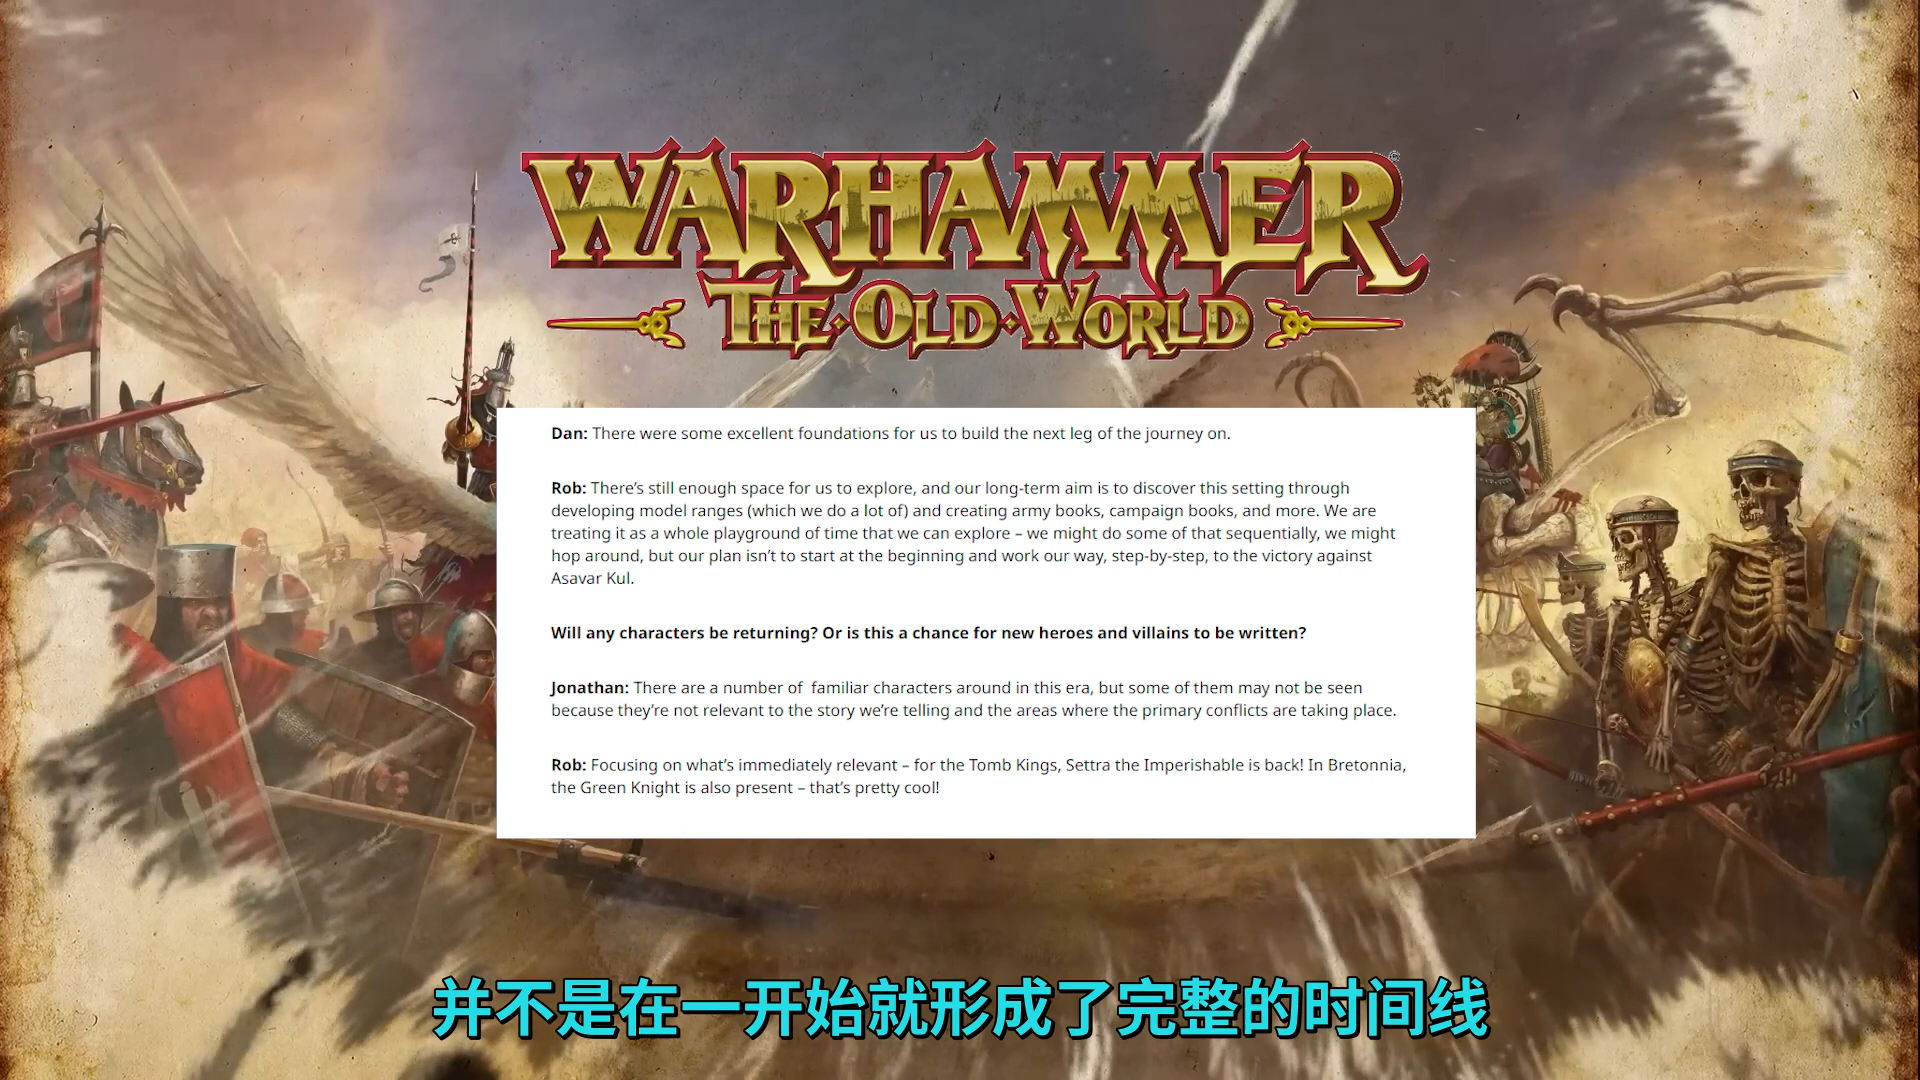 WARHAMMER
THE OLD WORLD
Dan: There were some excellent foundations for us to build the next leg of the journey on.
Rob: There's still enough space for us to explore, and our long-term aim is to discover this setting through
developing model ranges (which we do a lot of) and creating army books, campaign books, and more. We are
treating it as a whole playground of time that we can explore – we might do some of that sequentially, we might
hop around, but our plan isn't to start at the beginning and work our way, step-by-step, to the victory against
Asavar Kul.
Will any characters be returning? Or is this a chance for new heroes and villains to be written?
Jonathan: There are a number of  familiar characters around in this era, but some of them may not be seen
because they're not relevant to the story we're telling and the areas where the primary conflicts are taking place.
Rob: Focusing on what's immediately relevant – for the Tomb Kings, Settra the Imperishable is back! In Bretonnia,
the Green Knight is also present – that's pretty cool!
并不是在一开始就形成了完整的时间线